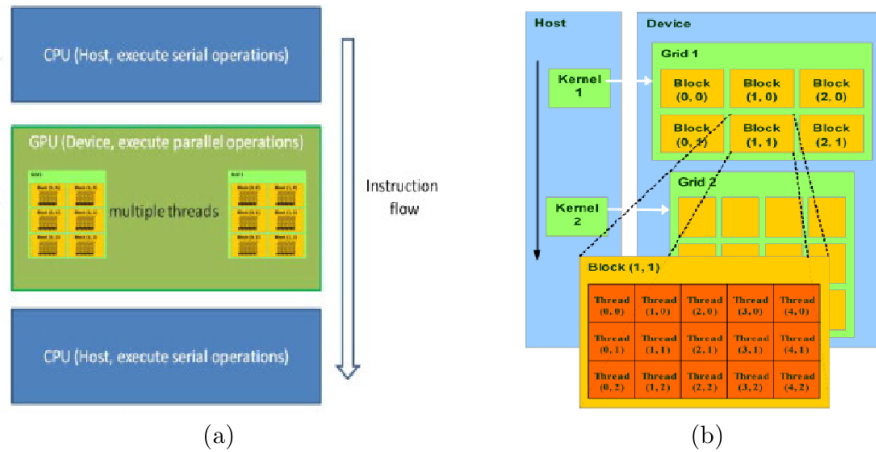 CPU (Host, execute serial operations)
GPU (Device, execute parallel operations)
multiple threads
CPU (Host, execute serial operations)
Instruction
flow
(a)
Host
Device
Kernel
1
Grid 1
Block
(0, 0)
Block
(1, 0)
Block
(2, 0)
Block
(0, 1)
Block
(1, 1)
Block
(2, 1)
Kernel
2
Grid 2
Block (1, 1)
Thread
(0, 0)
Thread
(1, 0)
Thread
(2, 0)
Thread
(3, 0)
Thread
(4, 0)
Thread
(0, 1)
Thread
(1, 1)
Thread
(2, 1)
Thread
(3, 1)
Thread
(4, 1)
Thread
(0, 2)
Thread
(1, 2)
Thread
(2, 2)
Thread
(3, 2)
Thread
(4, 2)
(b)